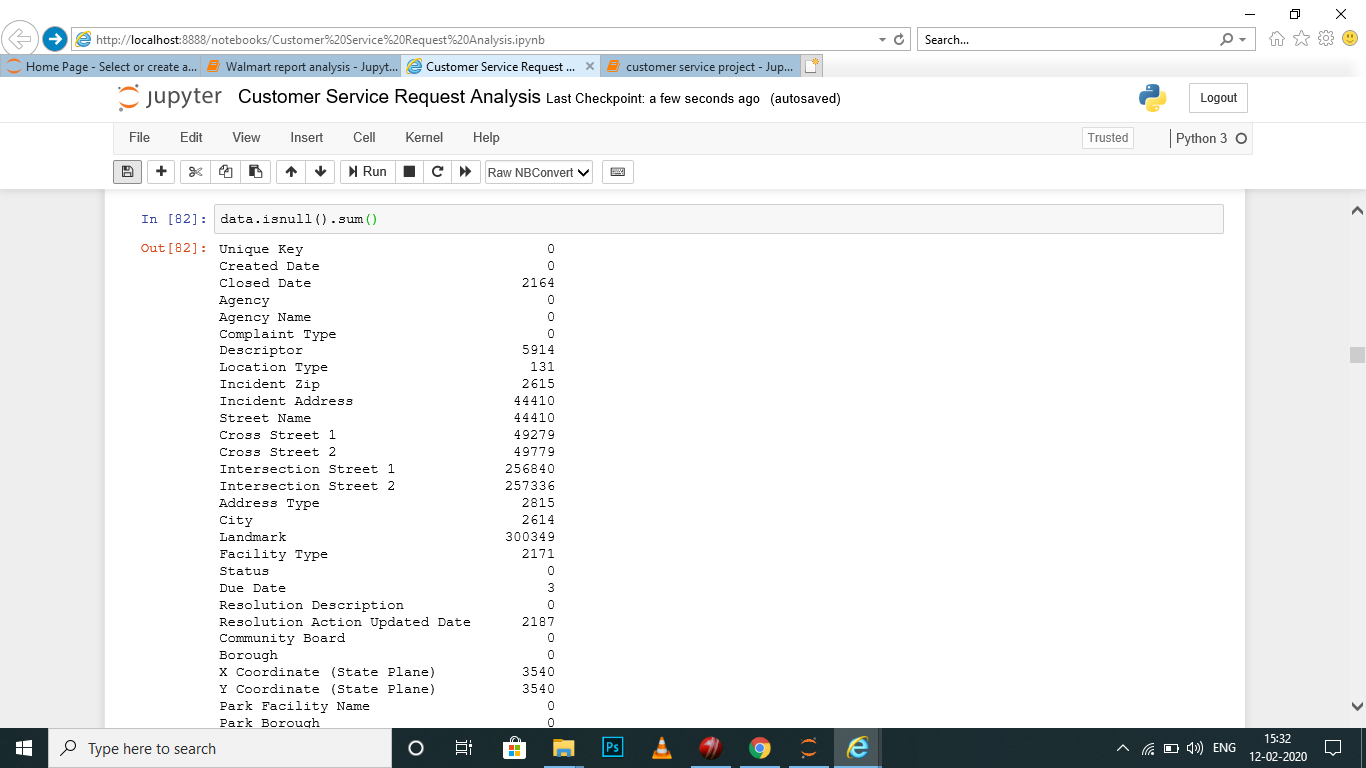 http://localhost:8888/notebooks/Customer%20Service%20Request%20Analysis.ipynb
Search...
Home Page - Select or create a...
Walmart report analysis - Jupyt...
Customer Service Request ...
customer service project - Jup...
jupyter Customer Service Request Analysis Last Checkpoint: a few seconds ago (autosaved)
Logout
File Edit View Insert Cell Kernel Help
Trusted
Python 3
Run
Raw NBConvert
In [82]: data.isnull().sum()
Out[82]: Unique Key 0
Created Date 0
Closed Date 2164
Agency 0
Agency Name 0
Complaint Type 0
Descriptor 5914
Location Type 131
Incident Zip 2615
Incident Address 44410
Street Name 44410
Cross Street 1 49279
Cross Street 2 49779
Intersection Street 1 256840
Intersection Street 2 257336
Address Type 2815
City 2614
Landmark 300349
Facility Type 2171
Status 0
Due Date 3
Resolution Description 0
Resolution Action Updated Date 2187
Community Board 0
Borough 0
X Coordinate (State Plane) 3540
Y Coordinate (State Plane) 3540
Park Facility Name 0
Park Borough 0
Type here to search
Ps
ENG
15:32
12-02-2020